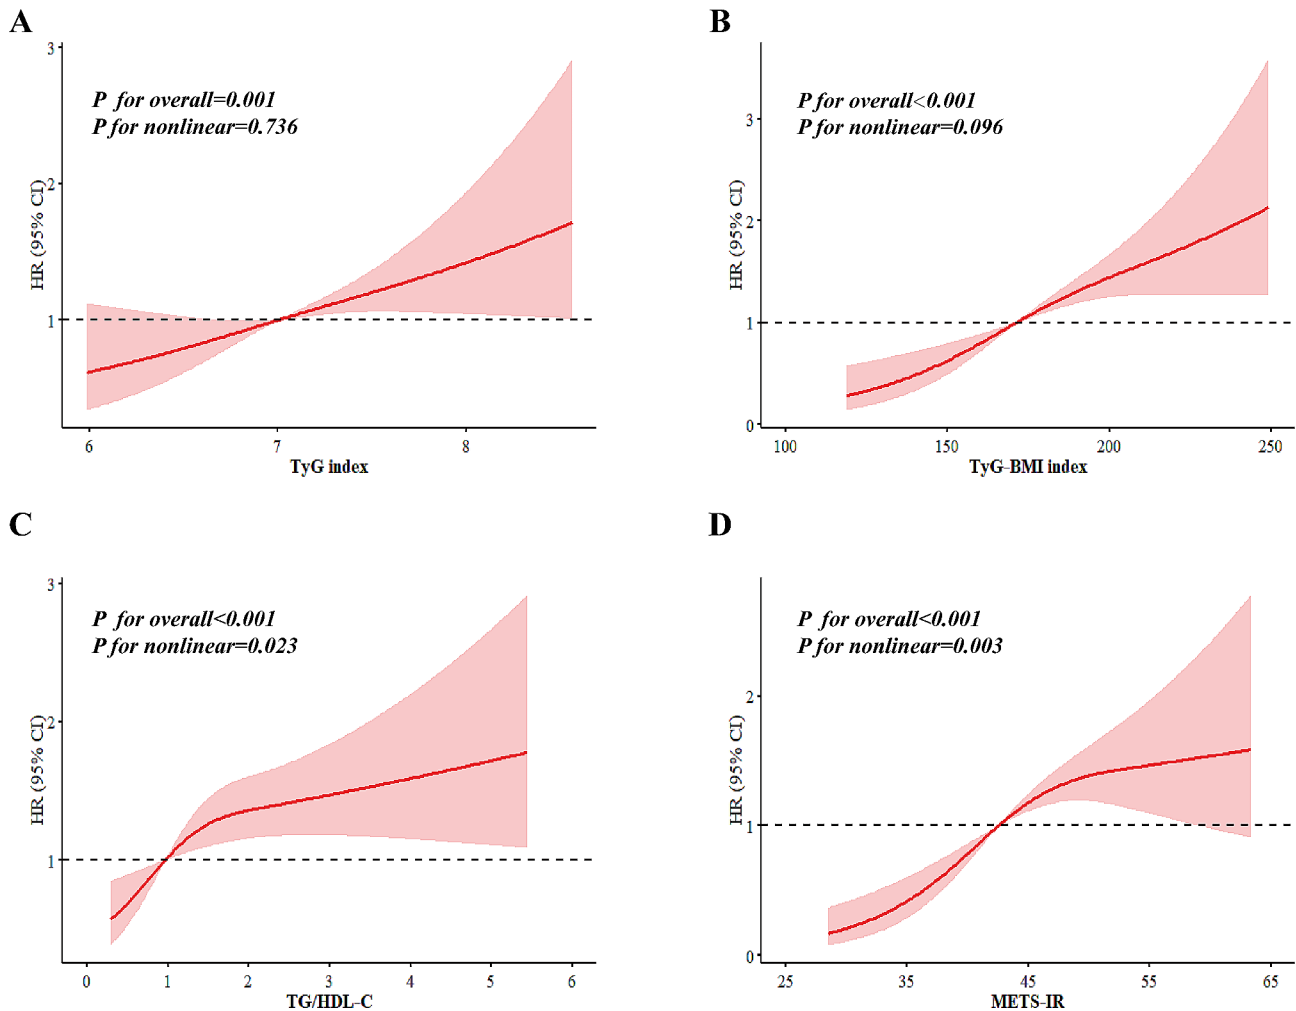 A
3
P for overall=0.001
P for nonlinear=0.736
2
HR (95% CI)
1
6 7 8
TyG index
B
P for overall<0.001
P for nonlinear=0.096
3
2
HR (95% CI)
1
0
100 150 200 250
TyG-BMI index
C
3
P for overall<0.001
P for nonlinear=0.023
2
HR (95% CI)
1
0 1 2 3 4 5 6
TG/HDL-C
D
P for overall<0.001
P for nonlinear=0.003
2
HR (95% CI)
1
0
25 35 45 55 65
METS-IR